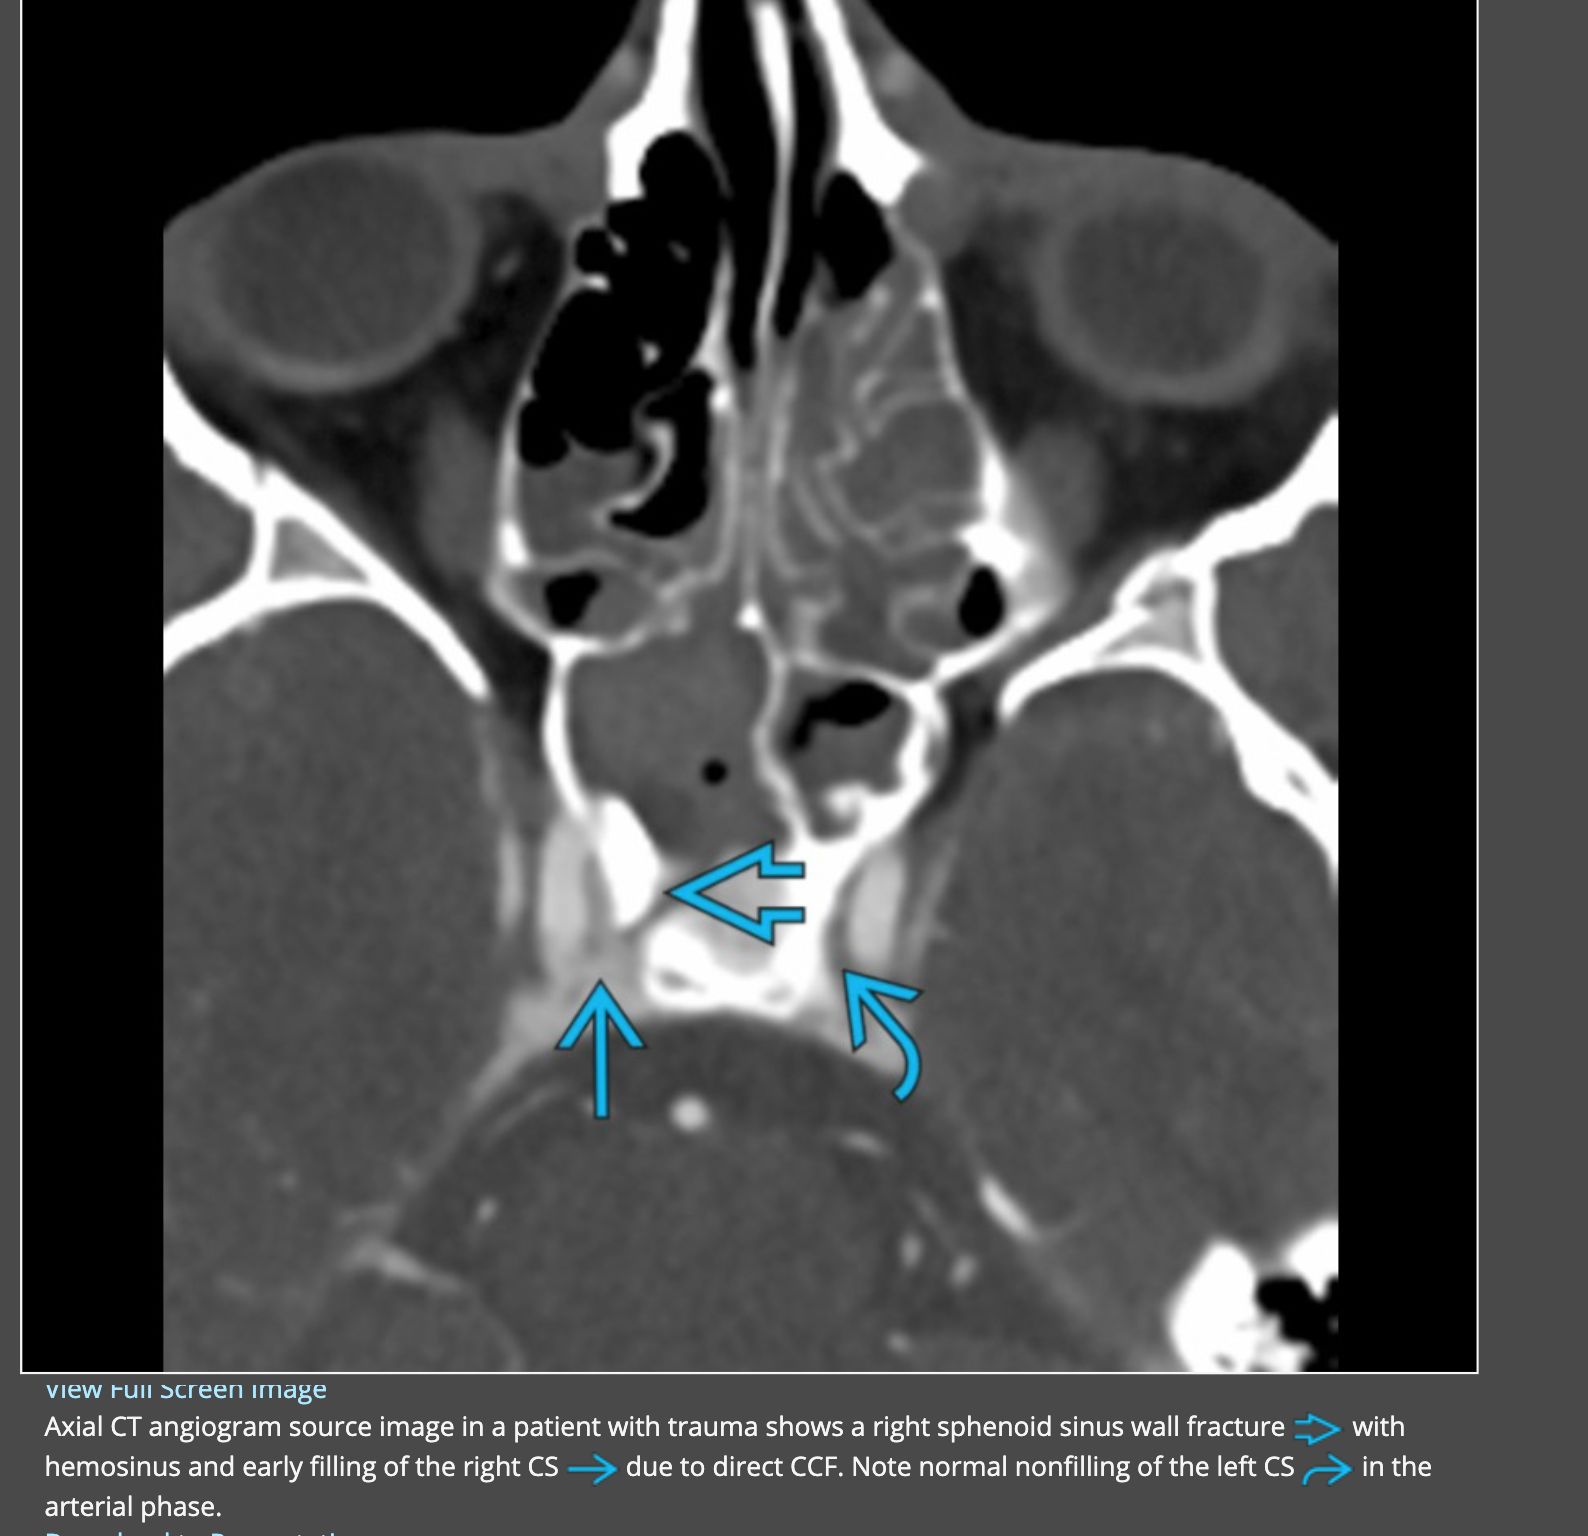 View Full Screen Image
Axial CT angiogram source image in a patient with trauma shows a right sphenoid sinus wall fracture with
hemosinus and early filling of the right CS due to direct CCF. Note normal nonfilling of the left CS in the
arterial phase.